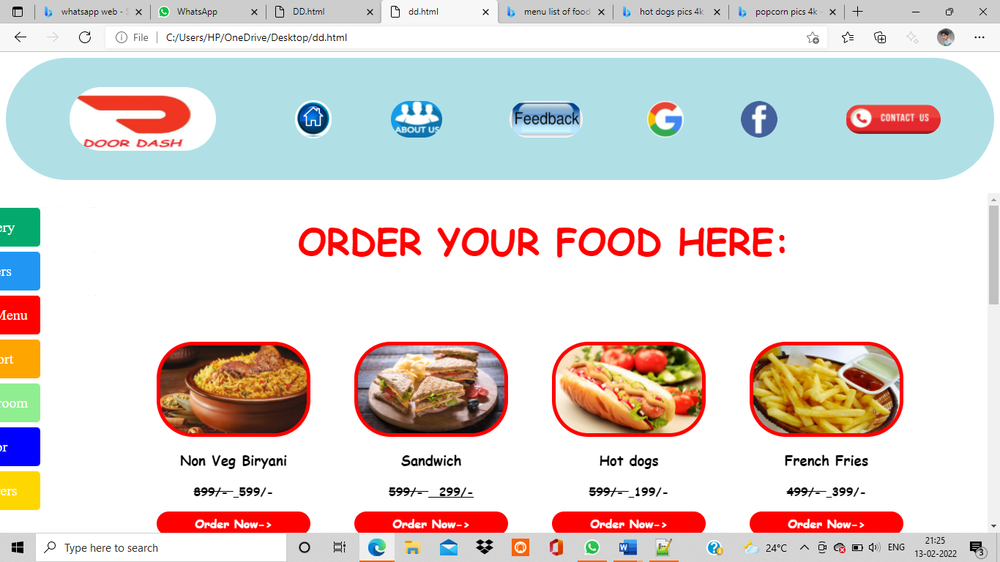 whatsapp web - S
WhatsApp
DD.html
dd.html
menu list of food
hot dogs pics 4k
popcorn pics 4k -
File
C:/Users/HP/OneDrive/Desktop/dd.html
DOOR DASH
ABOUT US
Feedback
G
f
CONTACT US
ery
ers
Menu
ort
room
or
ers
ORDER YOUR FOOD HERE:
Non Veg Biryani
Sandwich
Hot dogs
French Fries
899/- _599/-
599/- _ 299/-
599/- _199/-
499/- _399/-
Order Now->
Order Now->
Order Now->
Order Now->
Type here to search
24°C
ENG
21:25
13-02-2022
3